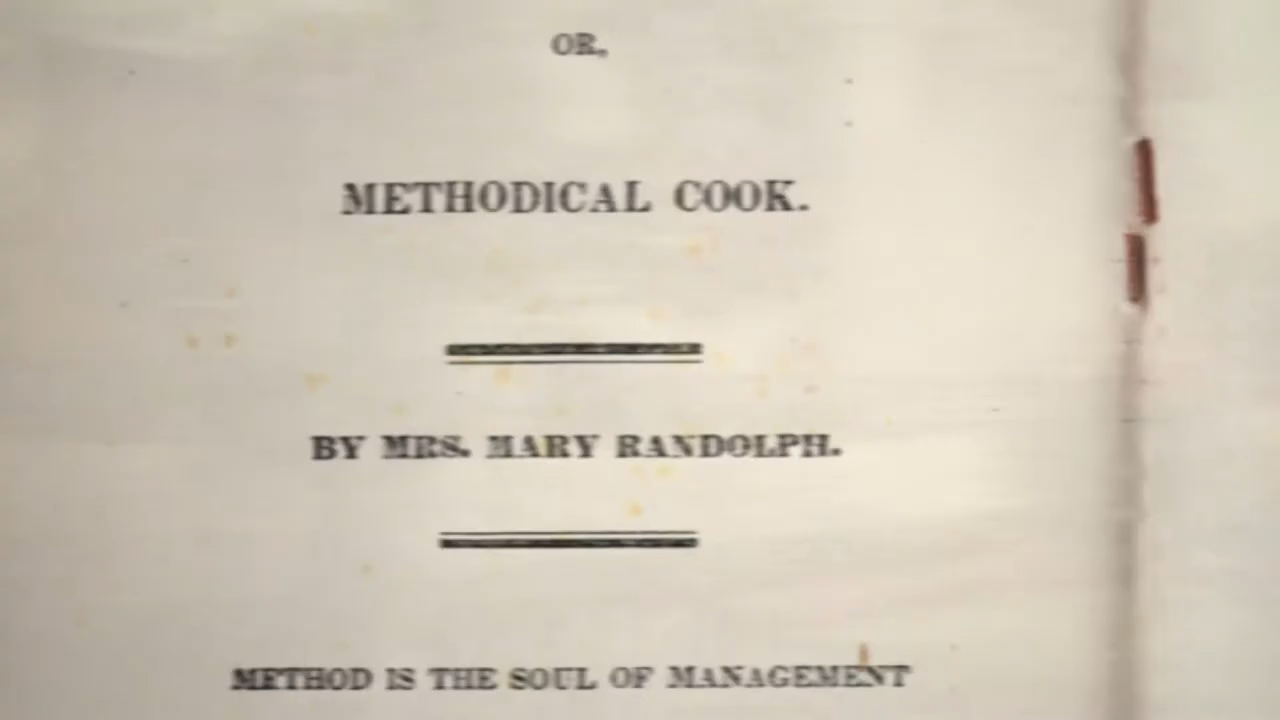 OR,
METHODICAL COOK.
BY MRS. MARY RANDOLPH.
METHOD IS THE SOUL OF MANAGEMENT